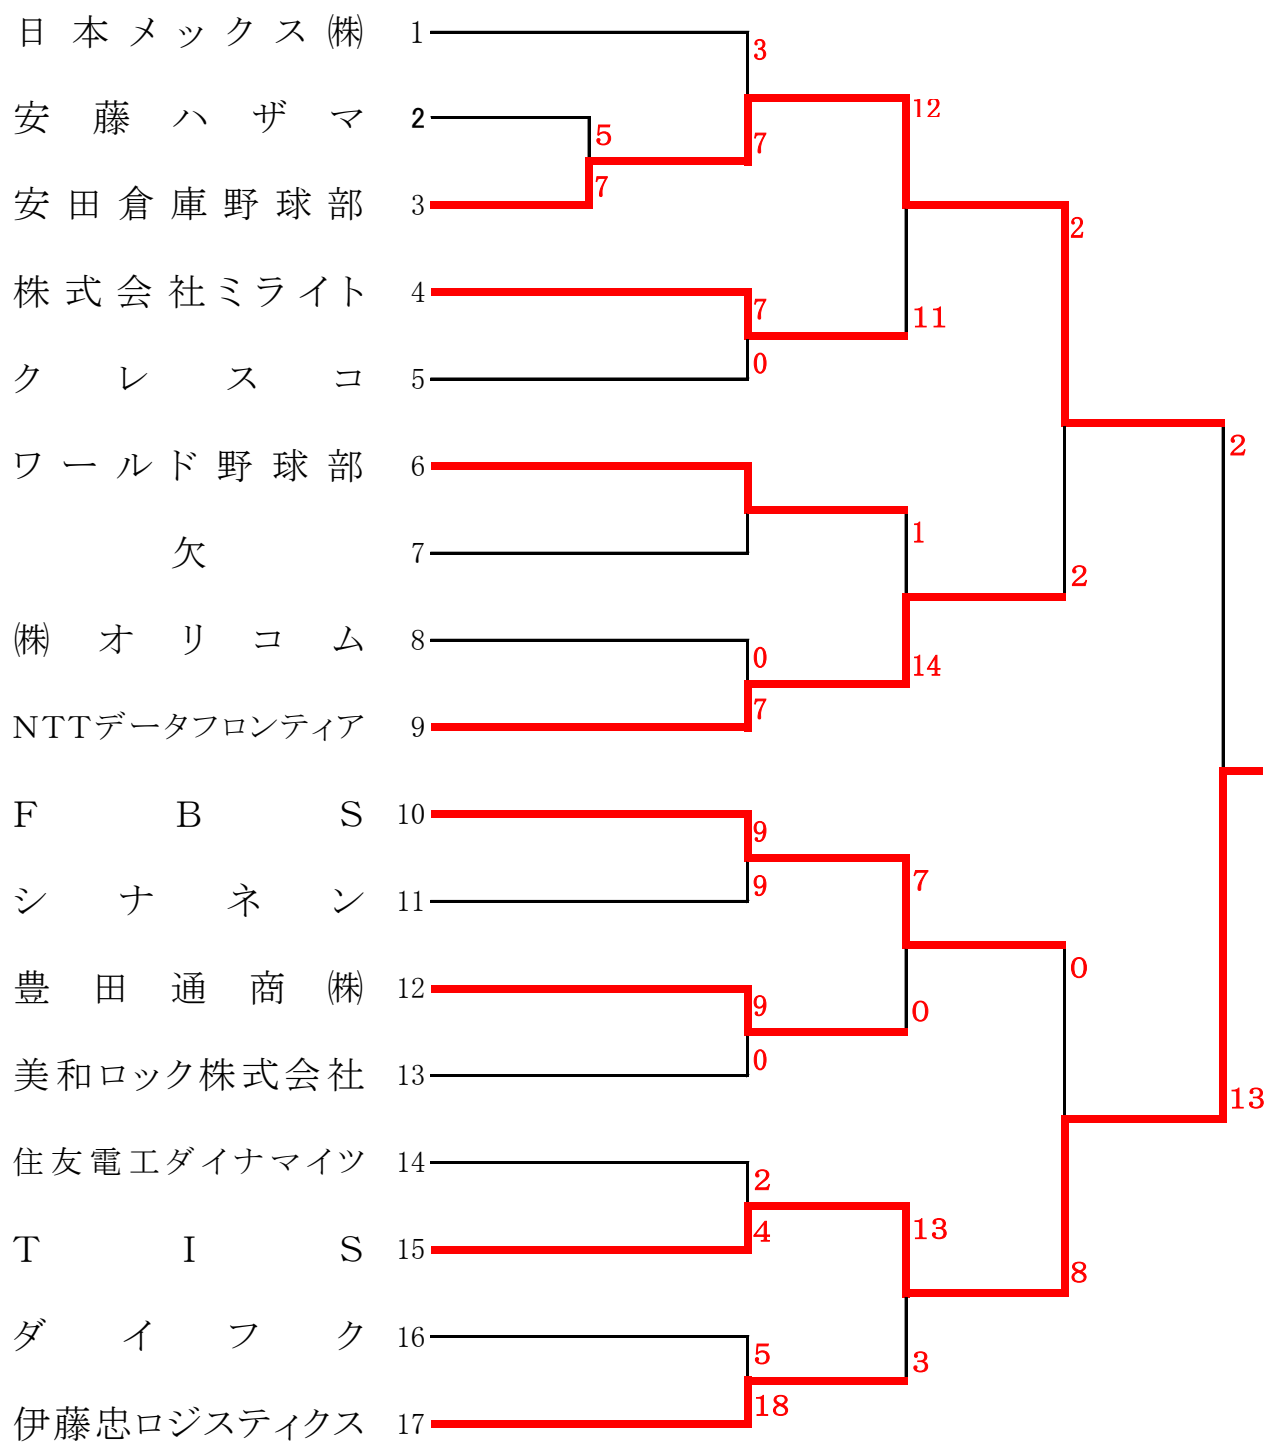 日本メックス㈱ 1
3
安藤ハザマ 2
12
5
7
安田倉庫野球部 3
7
2
株式会社ミライト 4
7
11
0
クレスコ 5
2
ワールド野球部 6
1
欠 7
2
㈱オリコム 8
0
14
NTTデータフロンティア 9
7
FBS 10
9
7
9
シナネン 11
0
豊田通商㈱ 12
9
0
0
美和ロック株式会社 13
13
住友電工ダイナマイツ 14
2
4
13
TIS 15
8
ダイフク 16
5
3
18
伊藤忠ロジスティクス 17